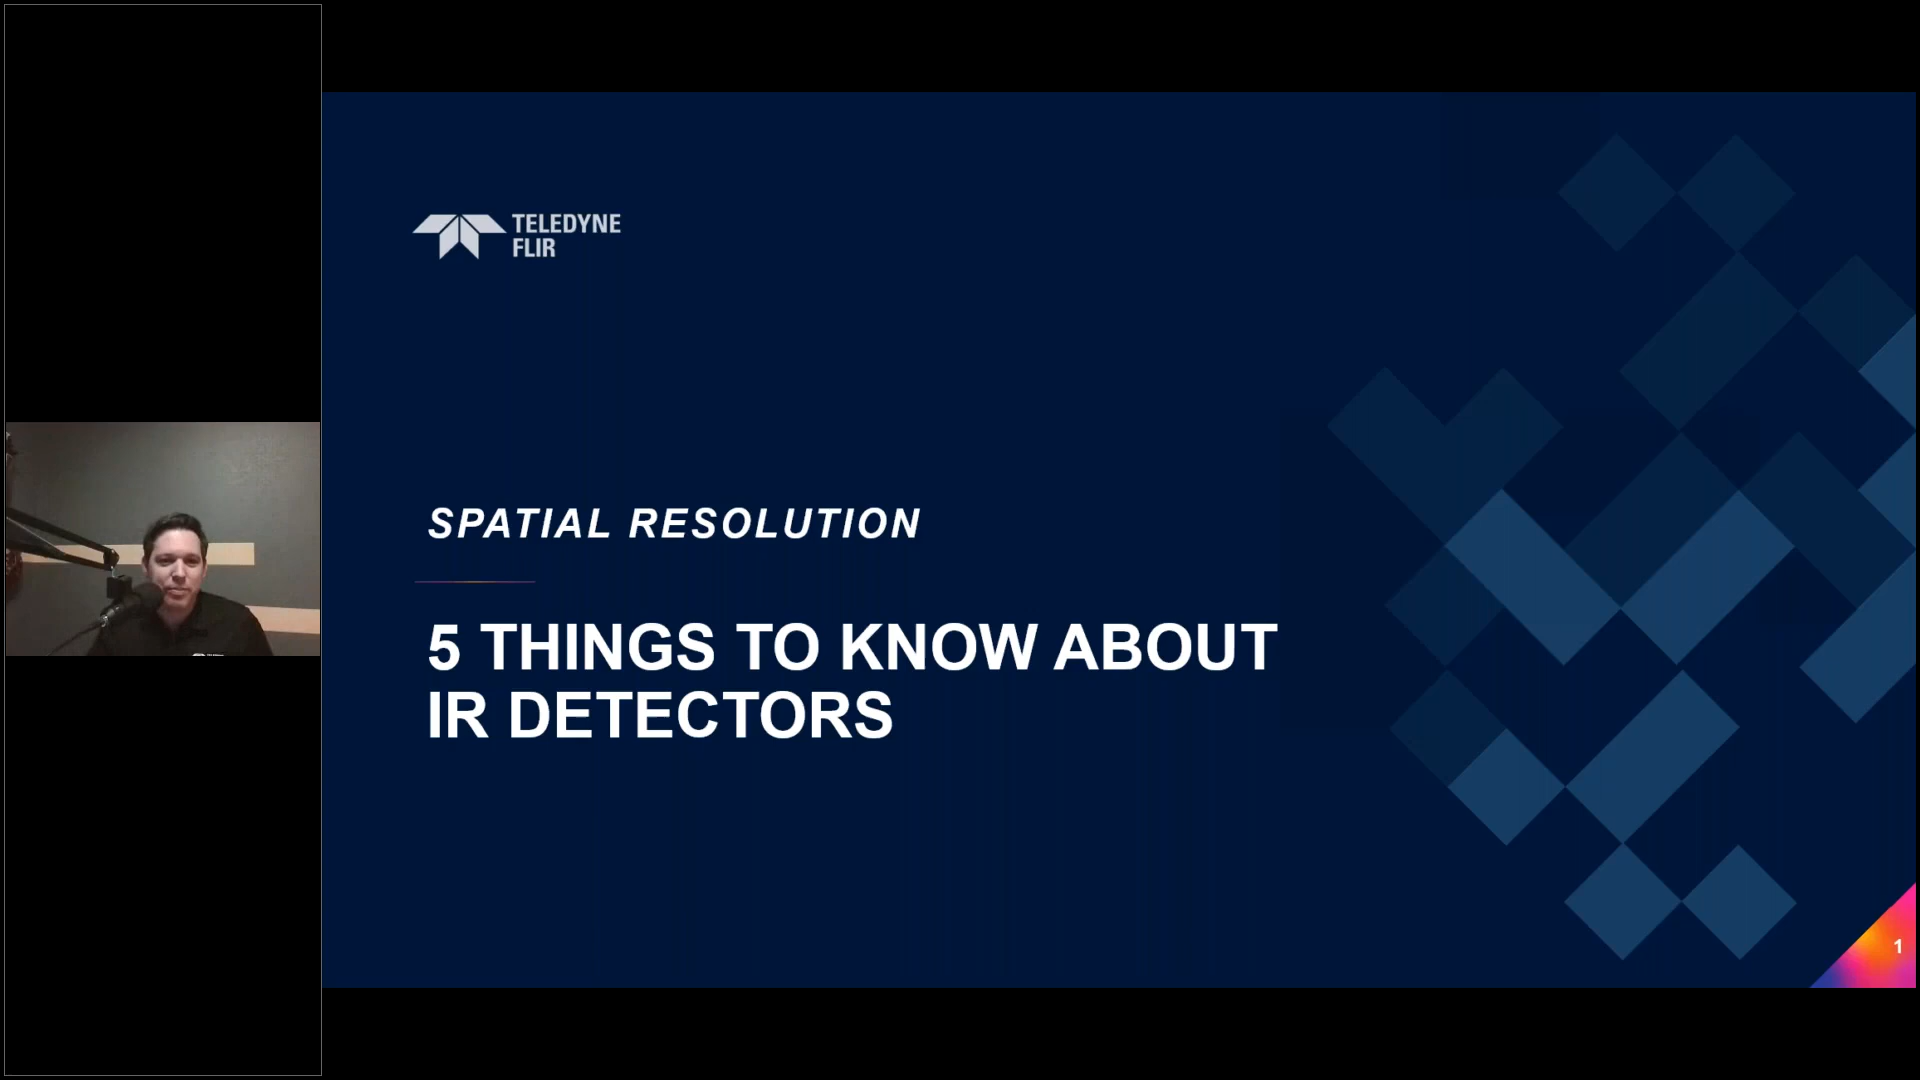 TELEDYNE
FLIR
SPATIAL RESOLUTION
5 THINGS TO KNOW ABOUT
IR DETECTORS
1